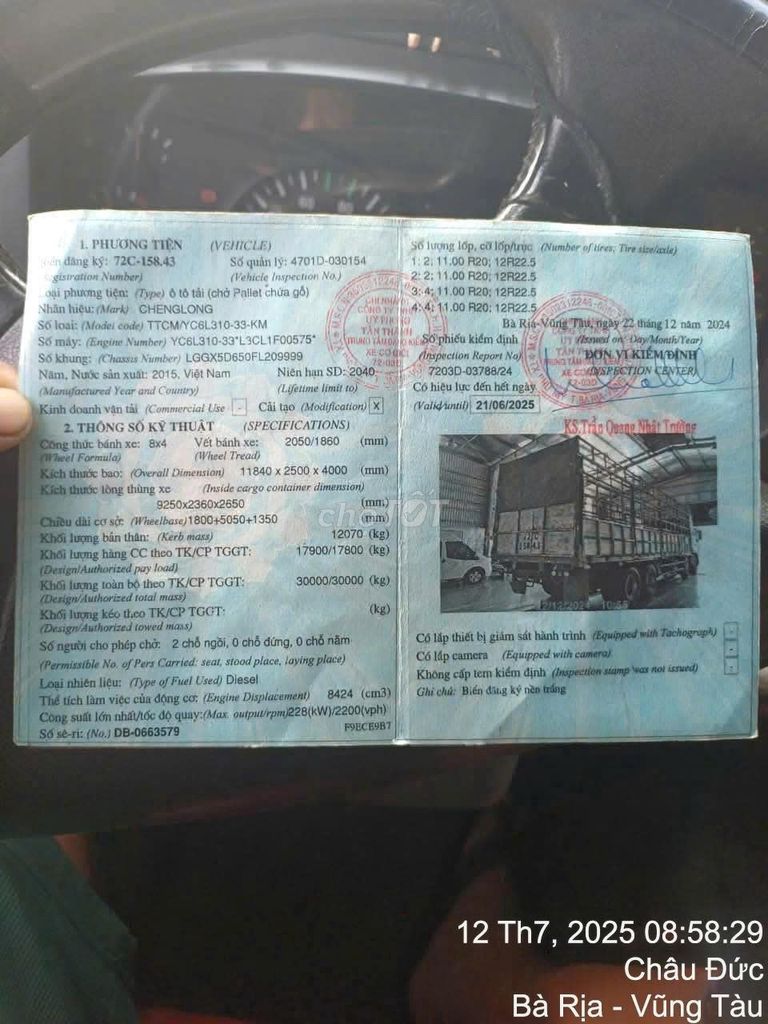 1. PHƯƠNG TIỆN (VEHICLE)
đăng ký: 72C-158.43 Số quản lý: 4701D-030154
(Vehicle Inspection No.)
Loại phương tiện: (Type) ô tô tải (chở Pallet chứa gỗ)
Nhãn hiệu: (Mark) CHENGLONG
Số loại: (Model code) TTCM/YC6L310-33-KM
Số máy: (Engine Number) YC6L310-33*L3CL1F00575*
Số khung: (Chassis Number) LGGX5D650FL209999
Năm, Nước sản xuất: 2015, Việt Nam Niên hạn SD: 2040
(Manufactured Year and Country) (Lifetime limit to)
Kinh doanh vận tải (Commercial Use - Cải tạo (Modification) X
2. THÔNG SỐ KỸ THUẬT (SPECIFICATIONS)
Công thức bánh xe: 8x4 Vết bánh xe: 2050/1860 (mm)
(Wheel Formula) (Wheel Tread)
Kích thước bao: (Overall Dimension) 11840 x 2500 x 4000 (mm)
Kích thước lòng thùng xe (Inside cargo container dimension)
9250x2360x2650 (mm)
Chiều dài cơ sở: (Wheelbase) 1800+5050+1350 (mm)
Khối lượng bản thân: (Kerb mass) 12070 (kg)
Khối lượng hàng CC theo TK/CP TGGT: 17900/17800 (kg)
(Design/Authorized pay load)
Khối lượng toàn bộ theo TK/CP TGGT: 30000/30000 (kg)
(Design/Authorized total mass)
Khối lượng kéo theo TK/CP TGGT: (kg)
(Design/Authorized towed mass)
Số người cho phép chở: 2 chỗ ngồi, 0 chỗ đứng, 0 chỗ nằm
(Permissible No. of Pers Carried: seat, stood place, laying place)
Loại nhiên liệu: (Type of Fuel Used) Diesel
Thể tích làm việc của động cơ: (Engine Displacement) 8424 (cm3)
Công suất lớn nhất/tốc độ quay:(Max. output/rpm) 228(kW)/2200(vph)
Số sê-ri: (No.) DB-0663579 F9ECE9B7
Số lượng lốp, cỡ lốp/trục (Number of tires; Tire size/axle)
1: 2; 11.00 R20; 12R22.5
2: 2; 11.00 R20; 12R22.5
3: 4; 11.00 R20; 12R22.5
4: 4; 11.00 R20; 12R22.5
Bà Rịa-Vũng Tàu, ngày 22 tháng 12 năm 2024
Số phiếu kiểm định (Issued on: Day/Month/Year)
(Inspection Report No) ĐƠN VỊ KIỂM ĐỊNH
7203D-03788/24 (INSPECTION CENTER)
Có hiệu lực đến hết ngày
(Valid until) 21/06/2025
KS.Trần Quang Nhật Trường
chợTỐT
Có lắp thiết bị giám sát hành trình (Equipped with Tachograph) -
Có lắp camera (Equipped with camera) -
Không cấp tem kiểm định (Inspection stamp was not issued) -
Ghi chú: Biển đăng ký nền trắng
12 Th7, 2025 08:58:29
Châu Đức
Bà Rịa - Vũng Tàu